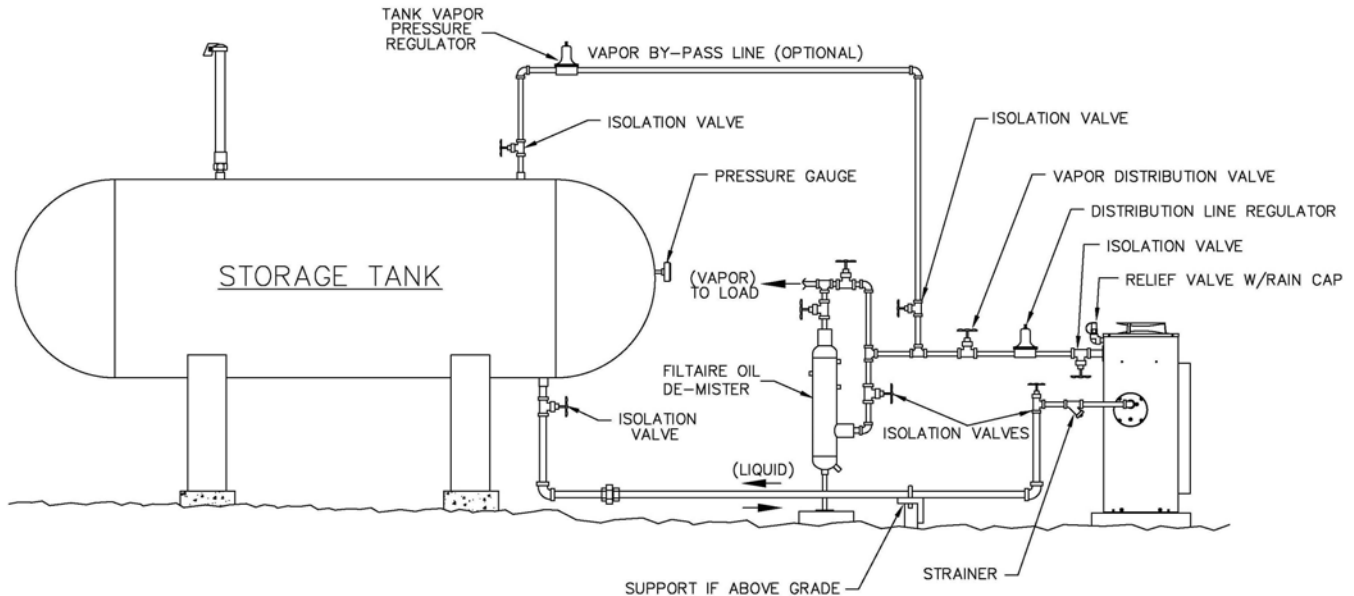 TANK VAPOR
PRESSURE
REGULATOR
VAPOR BY-PASS LINE (OPTIONAL)
ISOLATION VALVE
ISOLATION VALVE
PRESSURE GAUGE
VAPOR DISTRIBUTION VALVE
DISTRIBUTION LINE REGULATOR
ISOLATION VALVE
RELIEF VALVE W/RAIN CAP
STORAGE TANK
(VAPOR)
TO LOAD
FILTAIRE OIL
DE-MISTER
ISOLATION
VALVE
ISOLATION VALVES
(LIQUID)
STRAINER
SUPPORT IF ABOVE GRADE